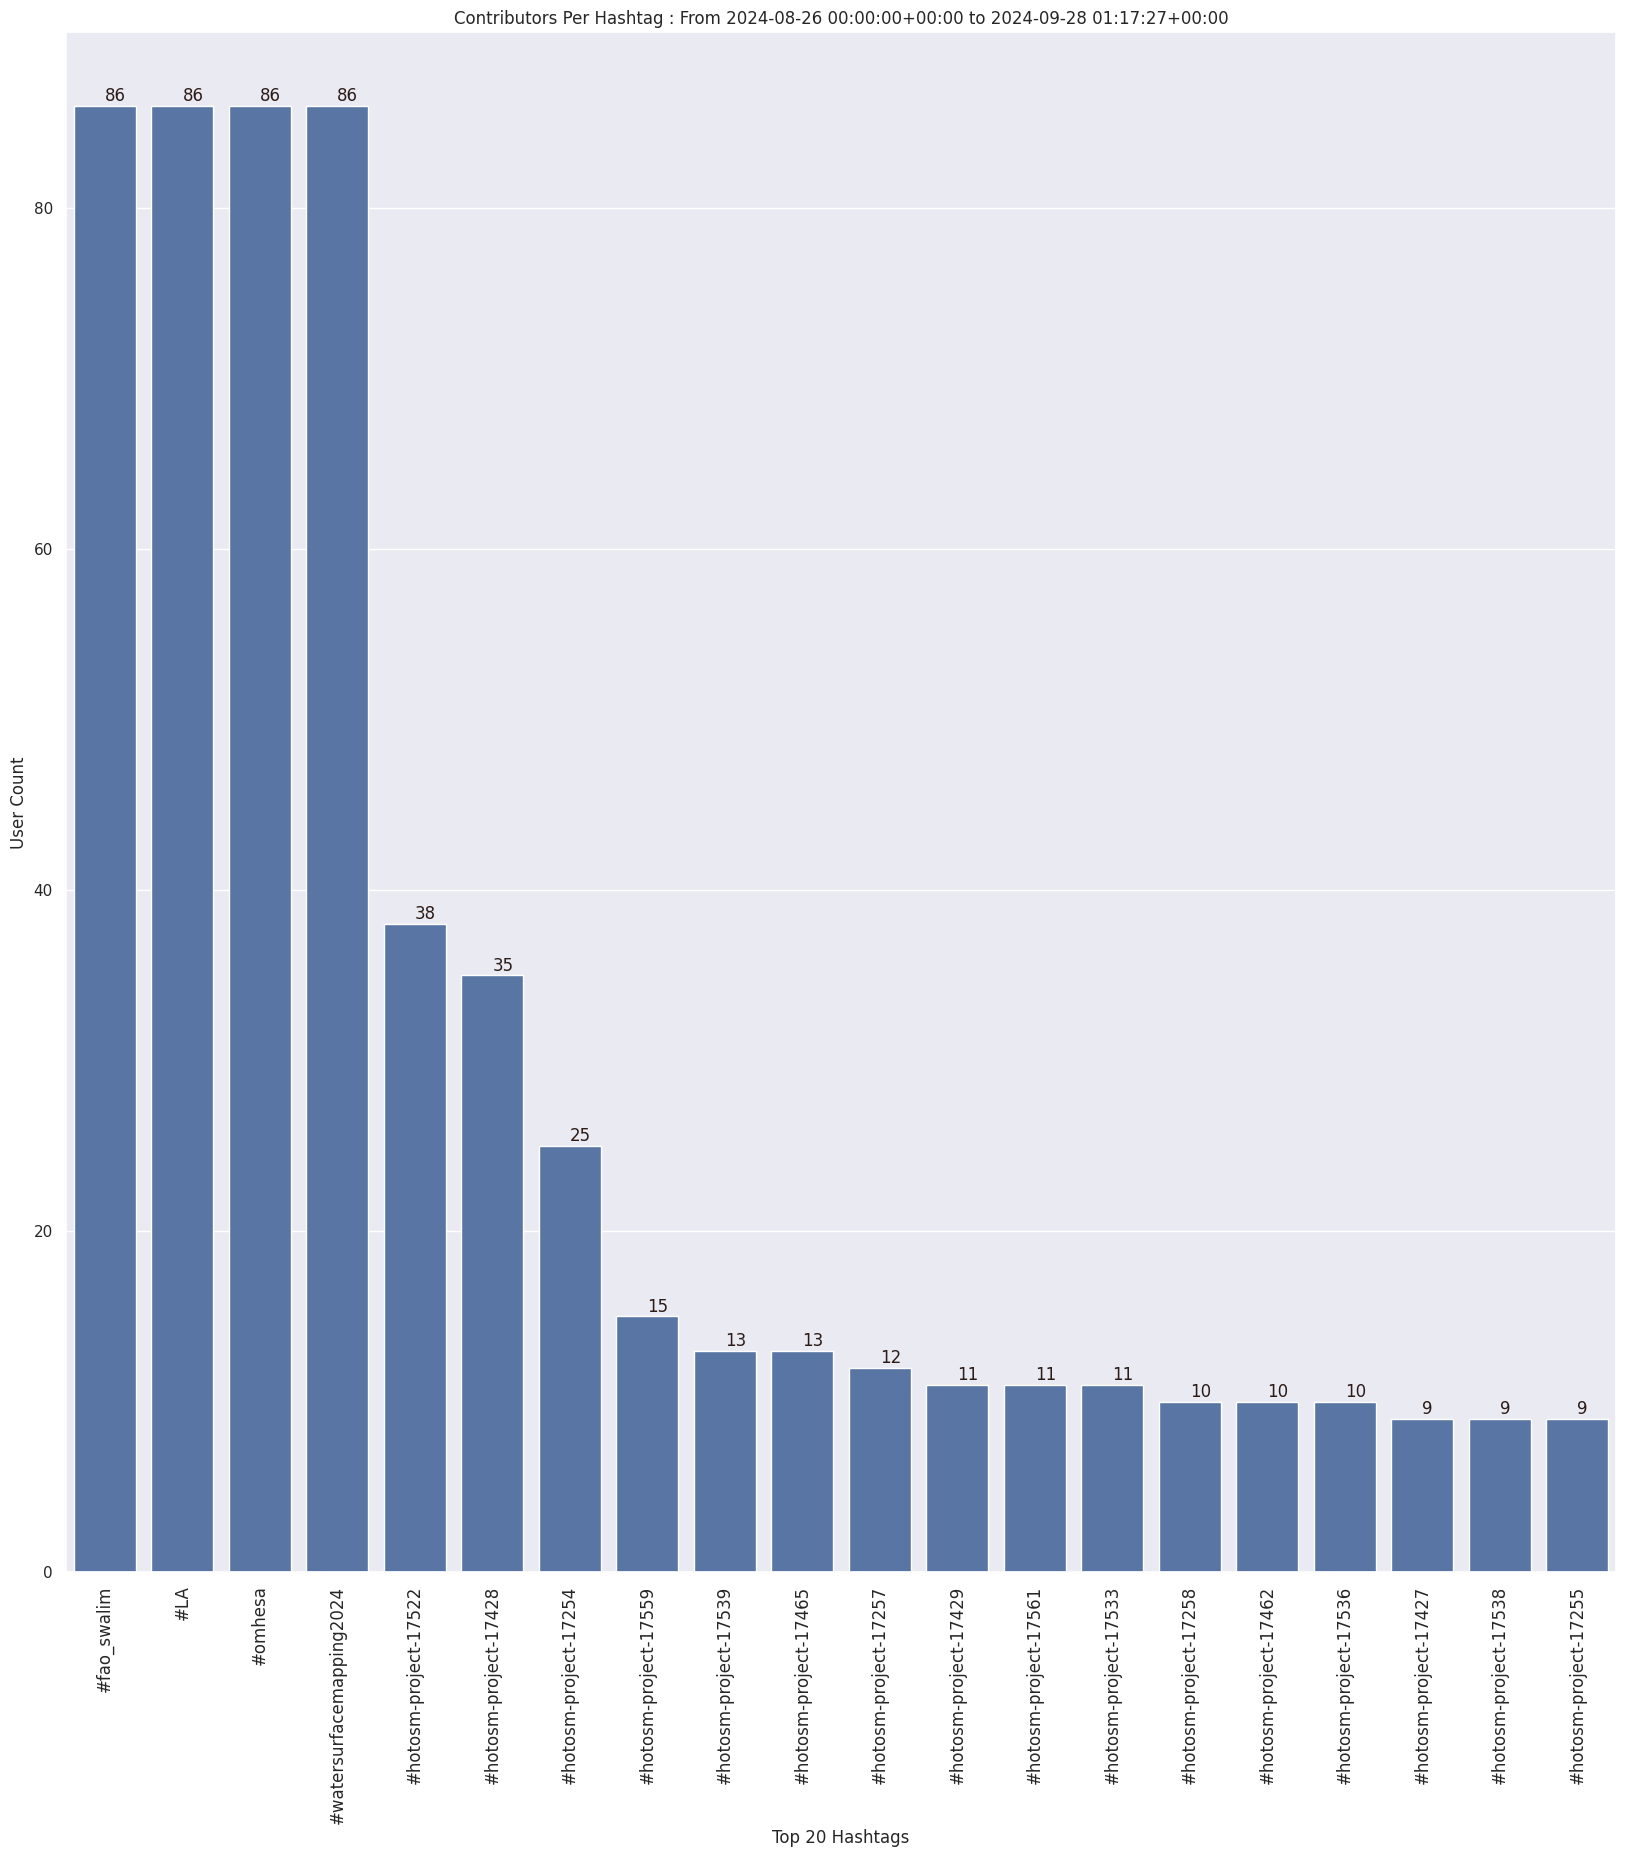 Contributors Per Hashtag : From 2024-08-26 00:00:00+00:00 to 2024-09-28 01:17:27+00:00
86
86
86
86
38
35
25
15
13
13
12
11
11
11
10
10
10
9
9
9
User Count
80
60
40
20
0
#fao_swalim
#LA
#omhesa
#watersurfacemapping2024
#hotosm-project-17522
#hotosm-project-17428
#hotosm-project-17254
#hotosm-project-17559
#hotosm-project-17539
#hotosm-project-17465
#hotosm-project-17257
#hotosm-project-17429
#hotosm-project-17561
#hotosm-project-17533
#hotosm-project-17258
#hotosm-project-17462
#hotosm-project-17536
#hotosm-project-17427
#hotosm-project-17538
#hotosm-project-17255
Top 20 Hashtags